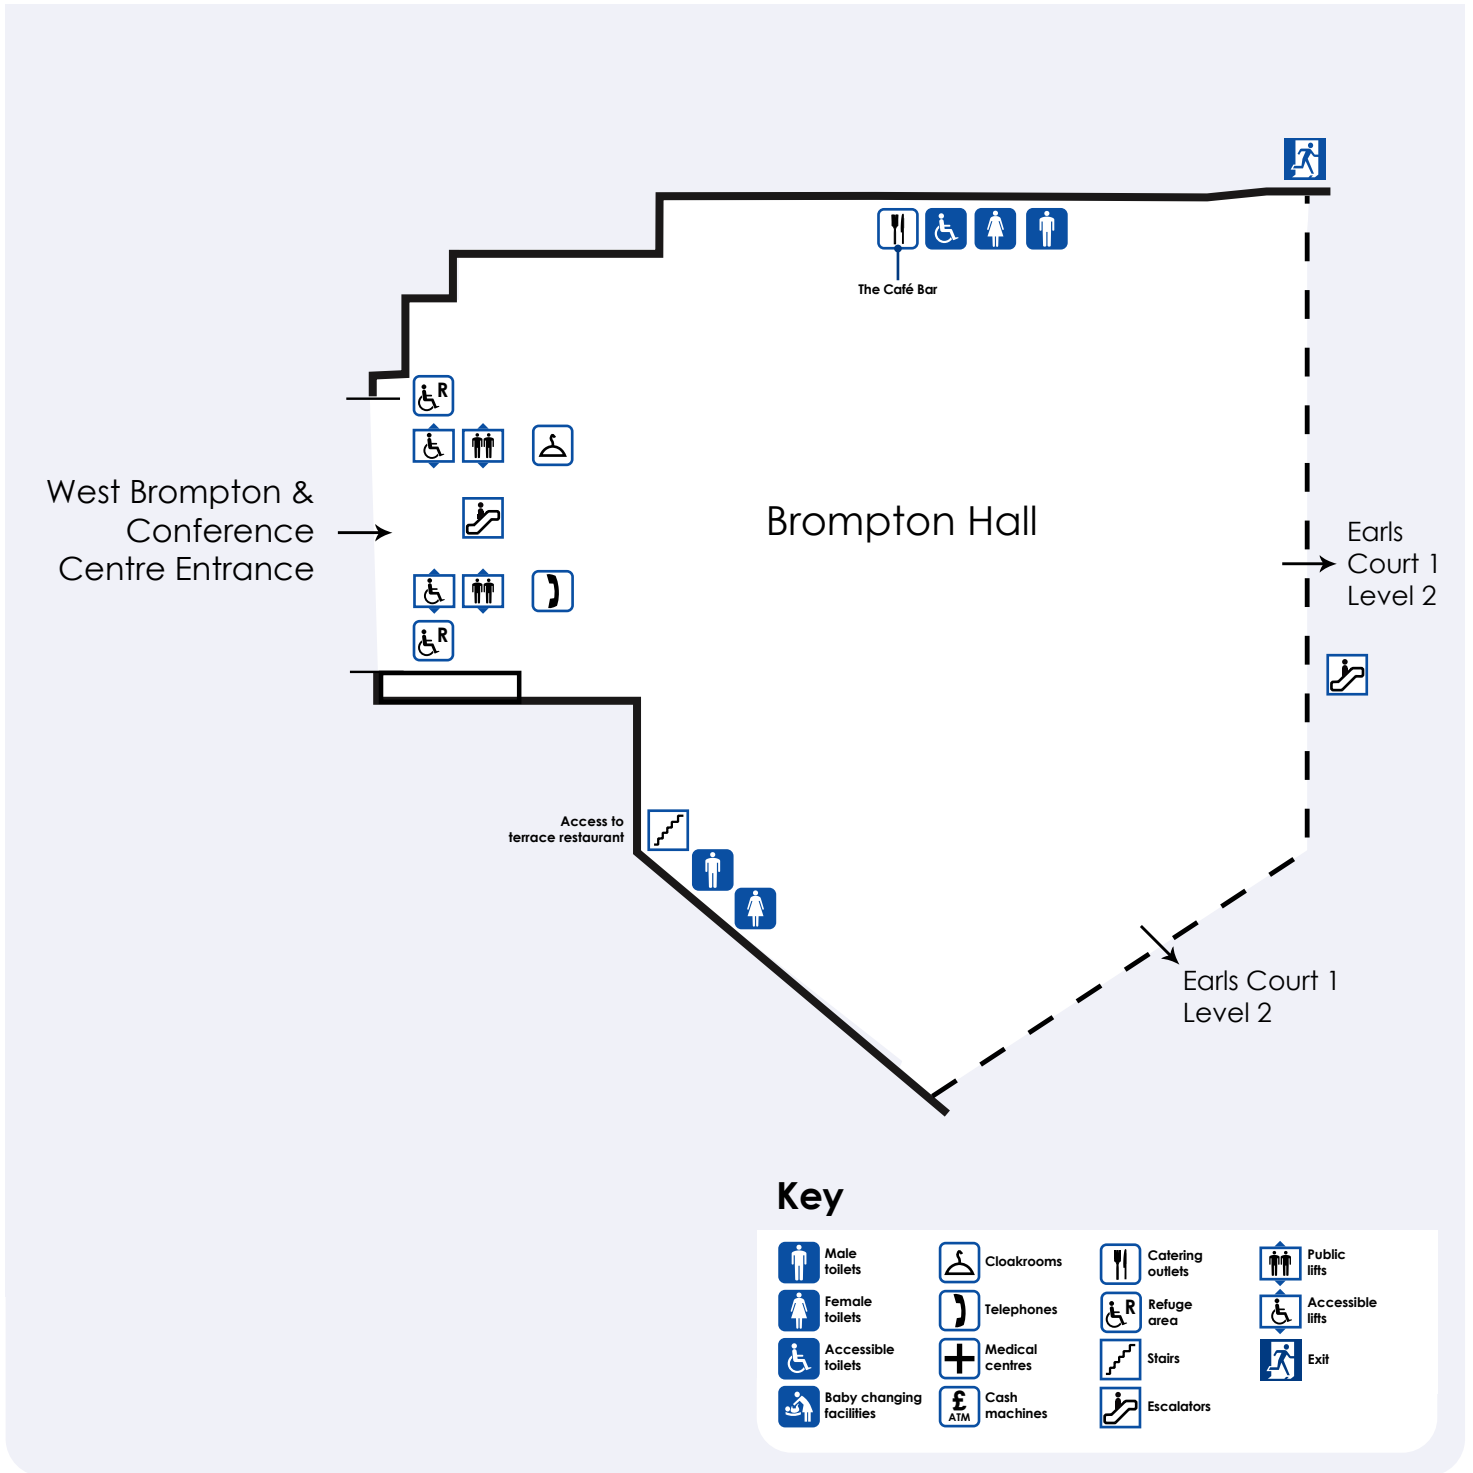 The Café Bar
R
West Brompton &
Conference
Centre Entrance
Brompton Hall
Earls
Court 1
Level 2
R
Access to
terrace restaurant
Earls Court 1
Level 2
Key
Male
toilets
Female
toilets
Accessible
toilets
Baby changing
facilities
Cloakrooms
Telephones
Medical
centres
£
ATM
Cash
machines
Catering
outlets
R
Refuge
area
Stairs
Escalators
Public
lifts
Accessible
lifts
Exit